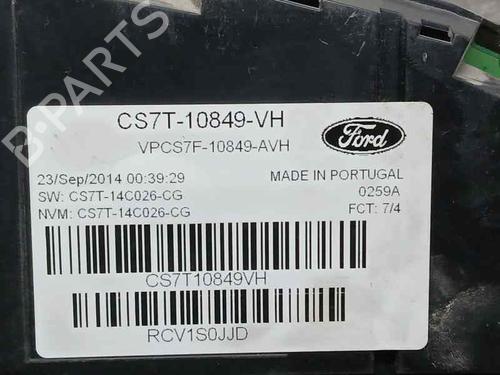 B-PARTS
CS7T-10849-VH
VPCS7F-10849-AVH
Ford
23/Sep/2014 00:39:29
MADE IN PORTUGAL
SW: CS7T-14C026-CG
0259A
NVM: CS7T-14C026-CG
FCT: 7/4
CS7T10849VH
RCV1S0JJD